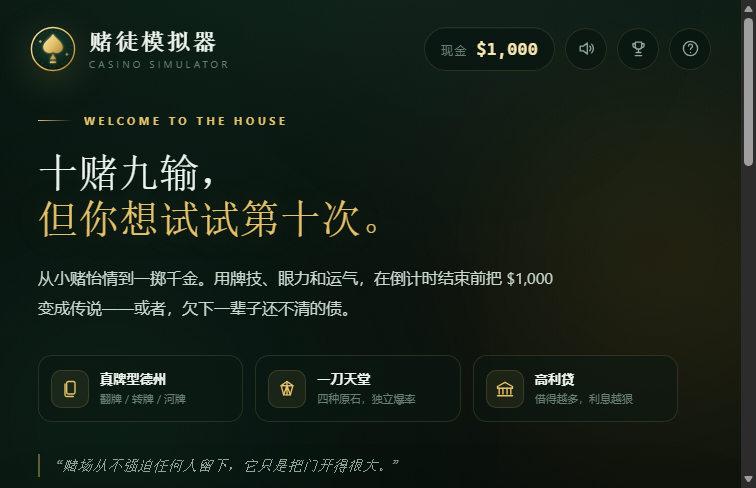 赌徒模拟器
CASINO SIMULATOR
现金 $1,000
WELCOME TO THE HOUSE
十赌九输，
但你想试试第十次。
从小赌怡情到一掷千金。用牌技、眼力和运气，在倒计时结束前把 $1,000
变成传说——或者，欠下一辈子还不清的债。
真牌型德州
翻牌 / 转牌 / 河牌
一刀天堂
四种原石，独立爆率
高利贷
借得越多，利息越狠
“赌场从不强迫任何人留下，它只是把门开得很大。”